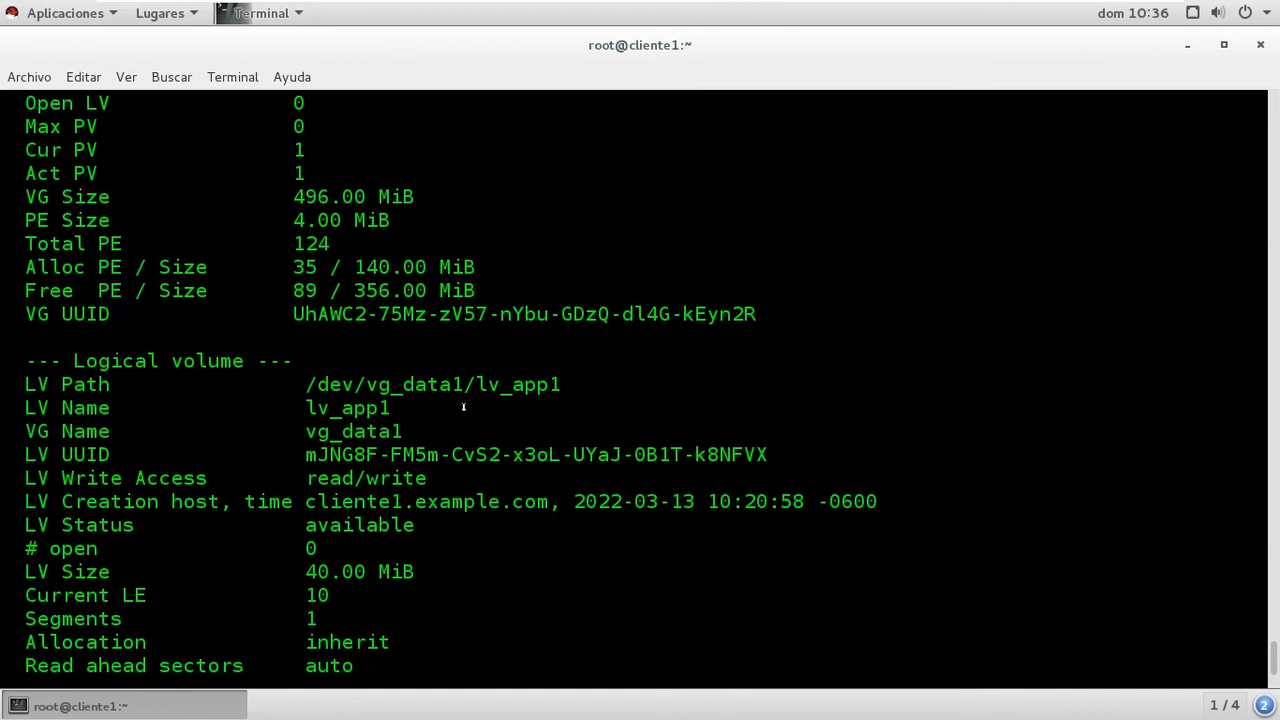 Aplicaciones Lugares Terminal dom 10:36
root@cliente1:~
Archivo Editar Ver Buscar Terminal Ayuda
Open LV 0
Max PV 0
Cur PV 1
Act PV 1
VG Size 496.00 MiB
PE Size 4.00 MiB
Total PE 124
Alloc PE / Size 35 / 140.00 MiB
Free  PE / Size 89 / 356.00 MiB
VG UUID UhAWC2-75Mz-zV57-nYbu-GDzQ-dl4G-kEyn2R
--- Logical volume ---
LV Path /dev/vg_data1/lv_app1
LV Name lv_app1
VG Name vg_data1
LV UUID mJNG8F-FM5m-CvS2-x3oL-UYaJ-0B1T-k8NFVX
LV Write Access read/write
LV Creation host, time cliente1.example.com, 2022-03-13 10:20:58 -0600
LV Status available
# open 0
LV Size 40.00 MiB
Current LE 10
Segments 1
Allocation inherit
Read ahead sectors auto
root@cliente1:~ 1 / 4 2